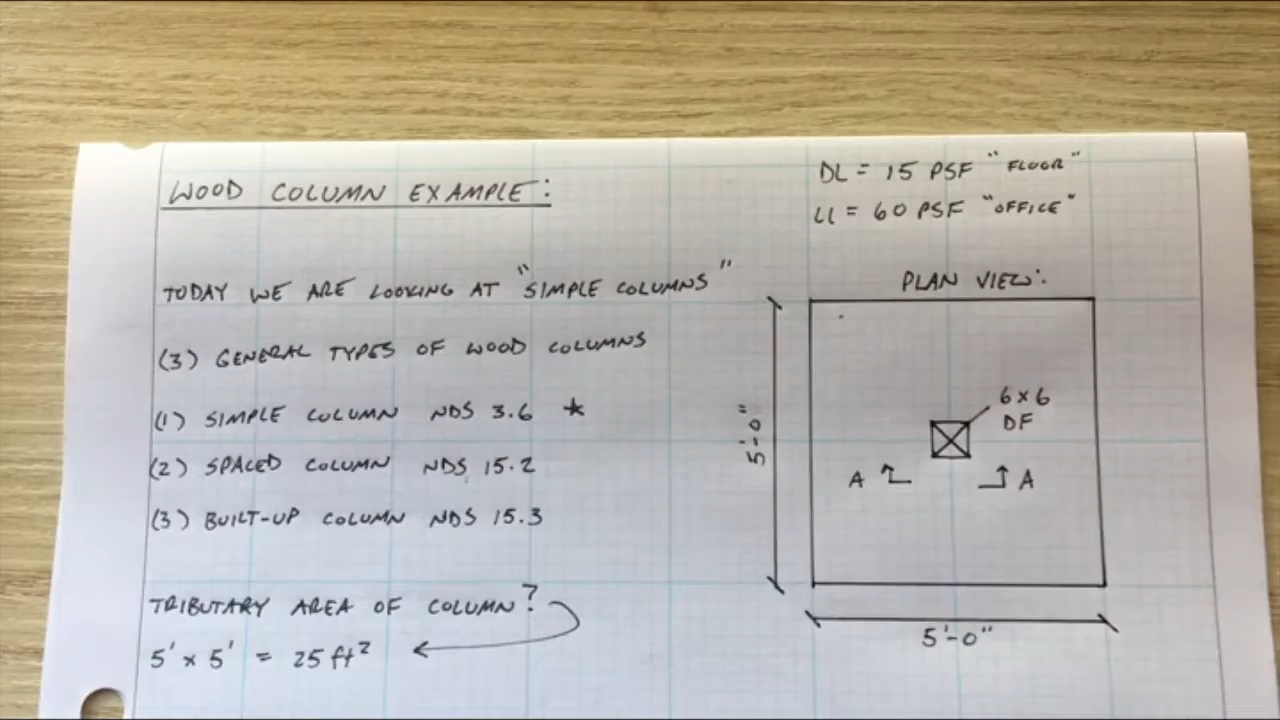 WOOD COLUMN EXAMPLE:
TODAY WE ARE LOOKING AT "SIMPLE COLUMNS"
(3) GENERAL TYPES OF WOOD COLUMNS
(1) SIMPLE COLUMN NDS 3.6 ★
(2) SPACED COLUMN NDS 15.2
(3) BUILT-UP COLUMN NDS 15.3
TRIBUTARY AREA OF COLUMN?
5' x 5' = 25 ft²
DL = 15 PSF "FLOOR"
LL = 60 PSF "OFFICE"
PLAN VIEW:
6 x 6
DF
5'-0"
A A
5'-0"